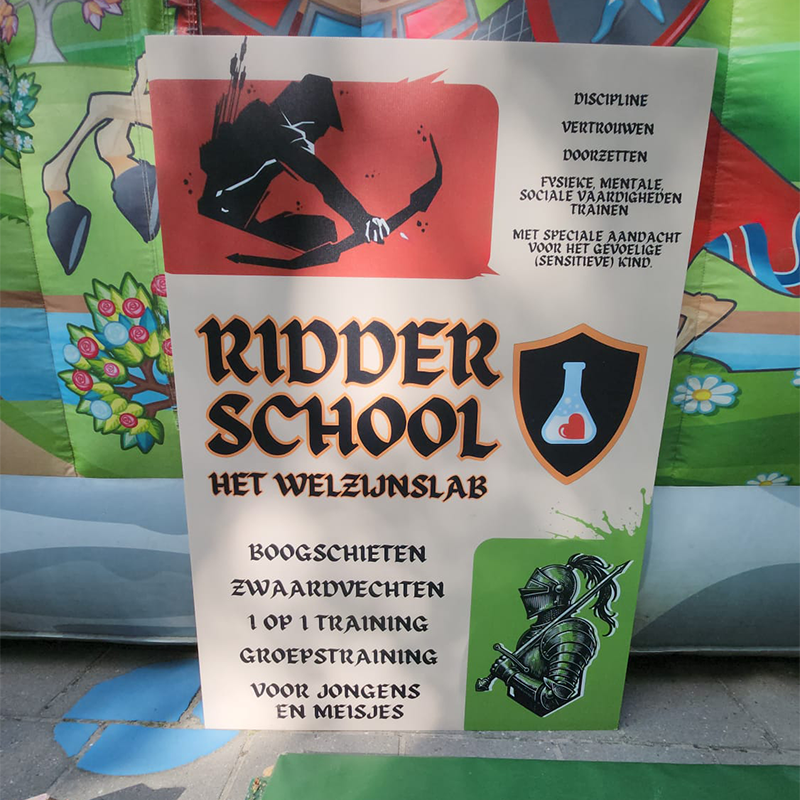 DISCIPLINE
VERTROUWEN
DOORZETTEN
FYSIEKE, MENTALE,
SOCIALE VAARDIGHEDEN
TRAINEN
MET SPECIALE AANDACHT
VOOR HET GEVOELIGE
(SENSITIEVE) KIND.
RIDDER
SCHOOL
HET WELZIJNSLAB
BOOGSCHIETEN
ZWAARDVECHTEN
1 OP 1 TRAINING
GROEPSTRAINING
VOOR JONGENS
EN MEISJES